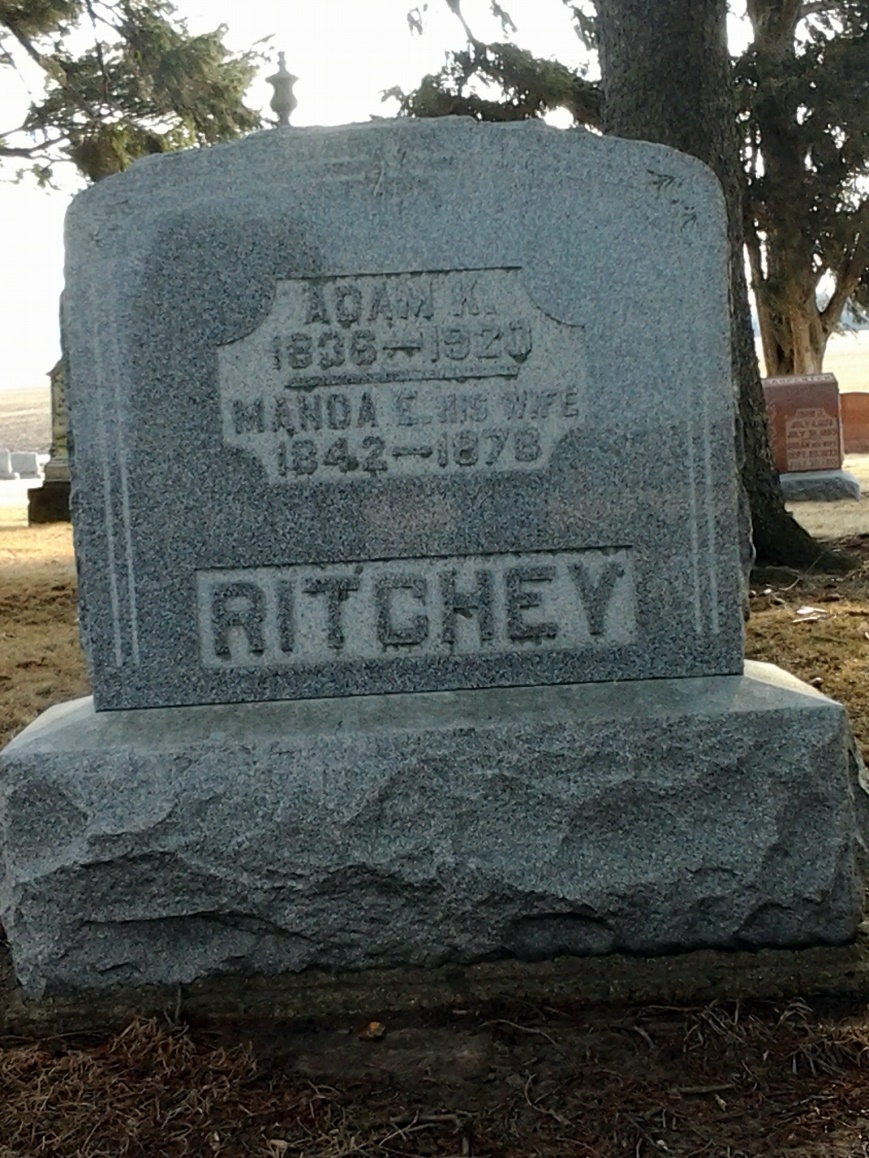 ADAM K.
1836–1920
MANDA E. HIS WIFE
1842–1878
RITCHEY